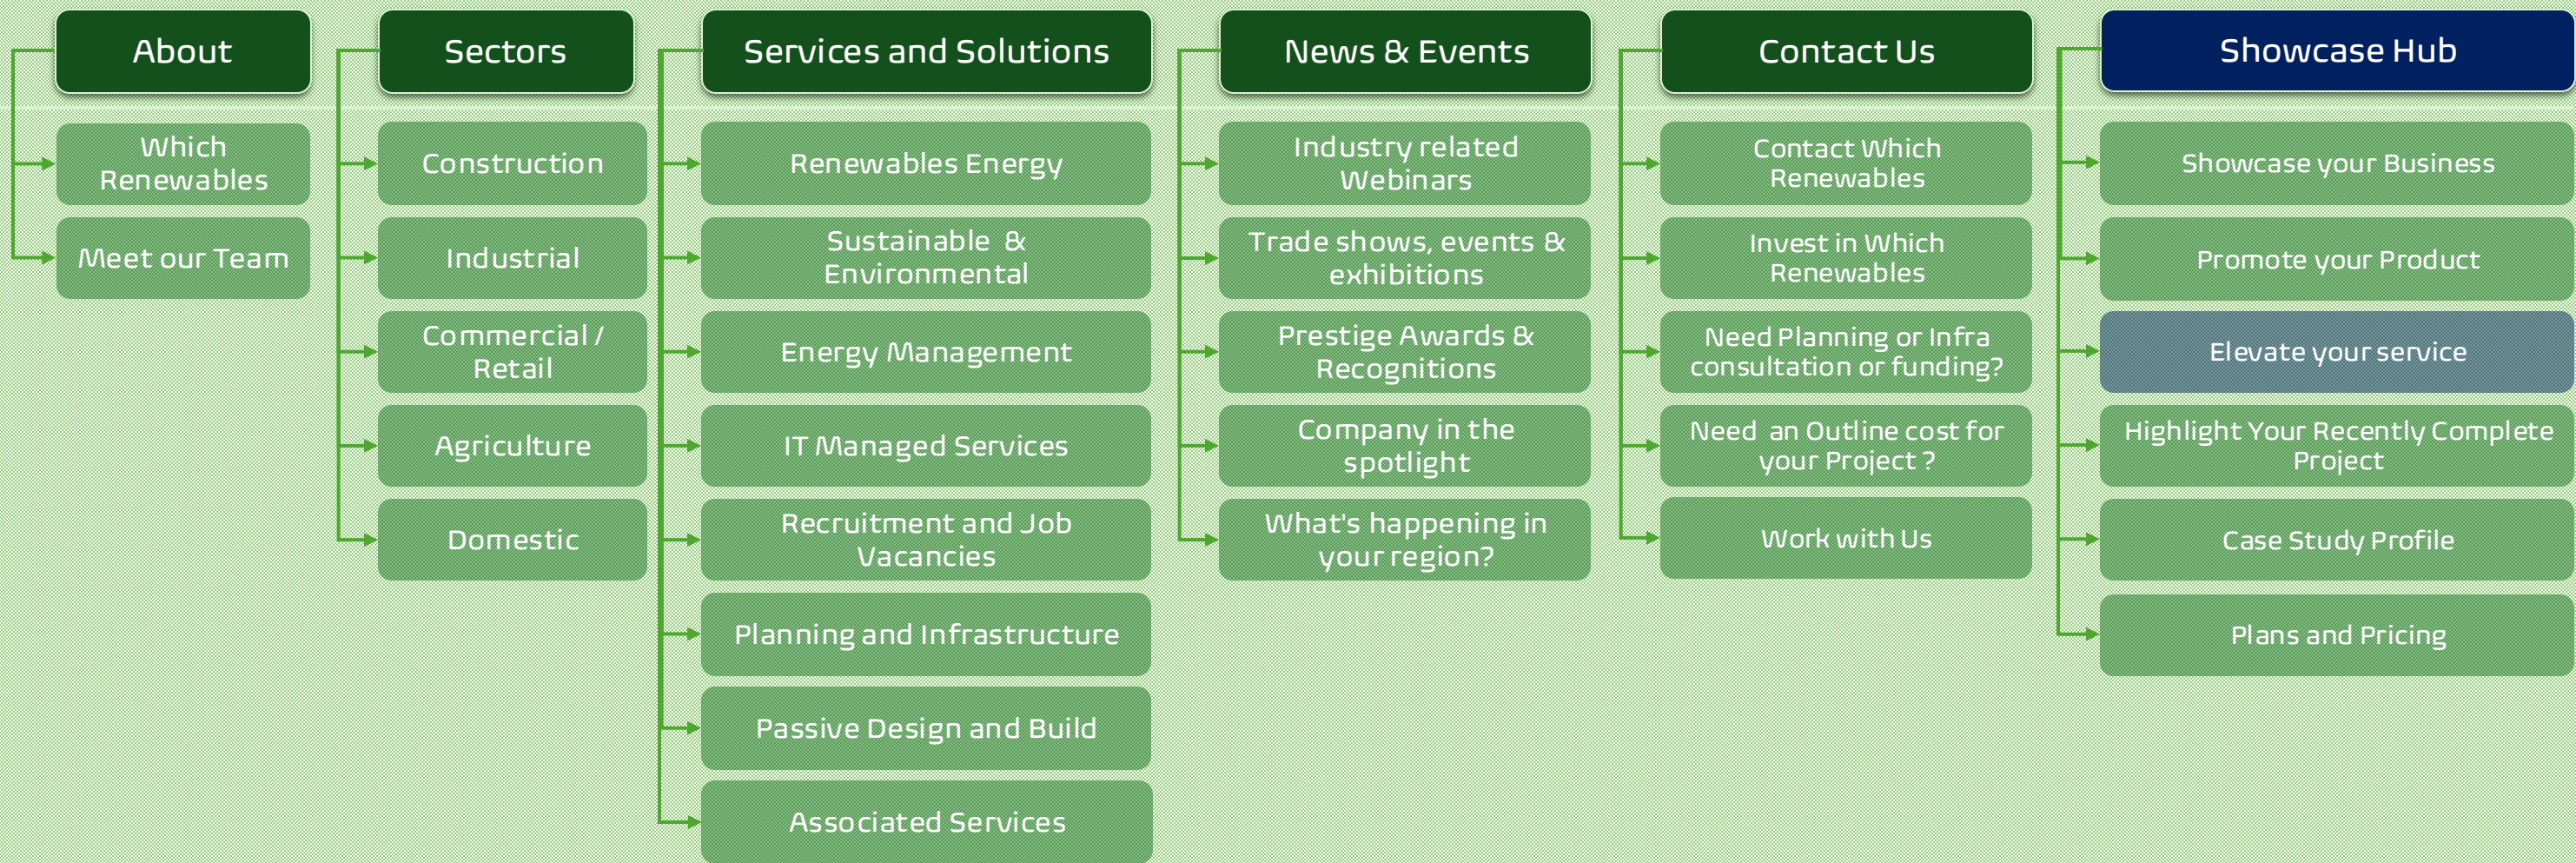 About
Which
Renewables
Meet our Team
Sectors
Construction
Industrial
Commercial /
Retail
Agriculture
Domestic
Services and Solutions
Renewables Energy
Sustainable &
Environmental
Energy Management
IT Managed Services
Recruitment and Job
Vacancies
Planning and Infrastructure
Passive Design and Build
Associated Services
News & Events
Industry related
Webinars
Trade shows, events &
exhibitions
Prestige Awards &
Recognitions
Company in the
spotlight
What's happening in
your region?
Contact Us
Contact Which
Renewables
Invest in Which
Renewables
Need Planning or Infra
consultation or funding?
Need an Outline cost for
your Project ?
Work with Us
Showcase Hub
Showcase your Business
Promote your Product
Elevate your service
Highlight Your Recently Complete
Project
Case Study Profile
Plans and Pricing